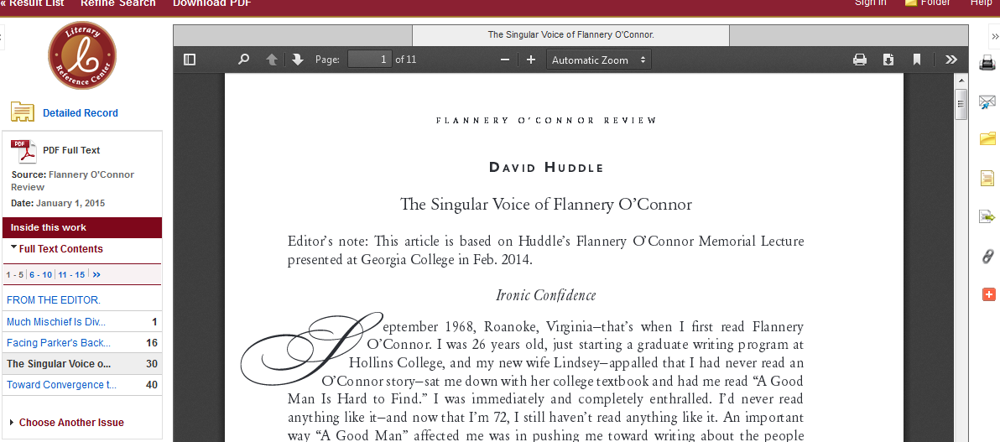 « Result List Refine Search Download PDF Sign In Folder Help
Literary Reference Center
Detailed Record
PDF Full Text
Source: Flannery O'Connor
Review
Date: January 1, 2015
Inside this work
Full Text Contents
1 - 5 6 - 10 11 - 15 »
FROM THE EDITOR.
Much Mischief Is Div... 1
Facing Parker's Back... 16
The Singular Voice o... 30
Toward Convergence t... 40
Choose Another Issue
The Singular Voice of Flannery O'Connor.
Page: 1 of 11 Automatic Zoom
FLANNERY O'CONNOR REVIEW
DAVID HUDDLE
The Singular Voice of Flannery O'Connor
Editor's note: This article is based on Huddle's Flannery O'Connor Memorial Lecture
presented at Georgia College in Feb. 2014.
Ironic Confidence
September 1968, Roanoke, Virginia—that's when I first read Flannery
O'Connor. I was 26 years old, just starting a graduate writing program at
Hollins College, and my new wife Lindsey—appalled that I had never read an
O'Connor story—sat me down with her college textbook and had me read “A Good
Man Is Hard to Find.” I was immediately and completely enthralled. I'd never read
anything like it—and now that I'm 72, I still haven't read anything like it. An important
way “A Good Man” affected me was in pushing me toward writing about the people